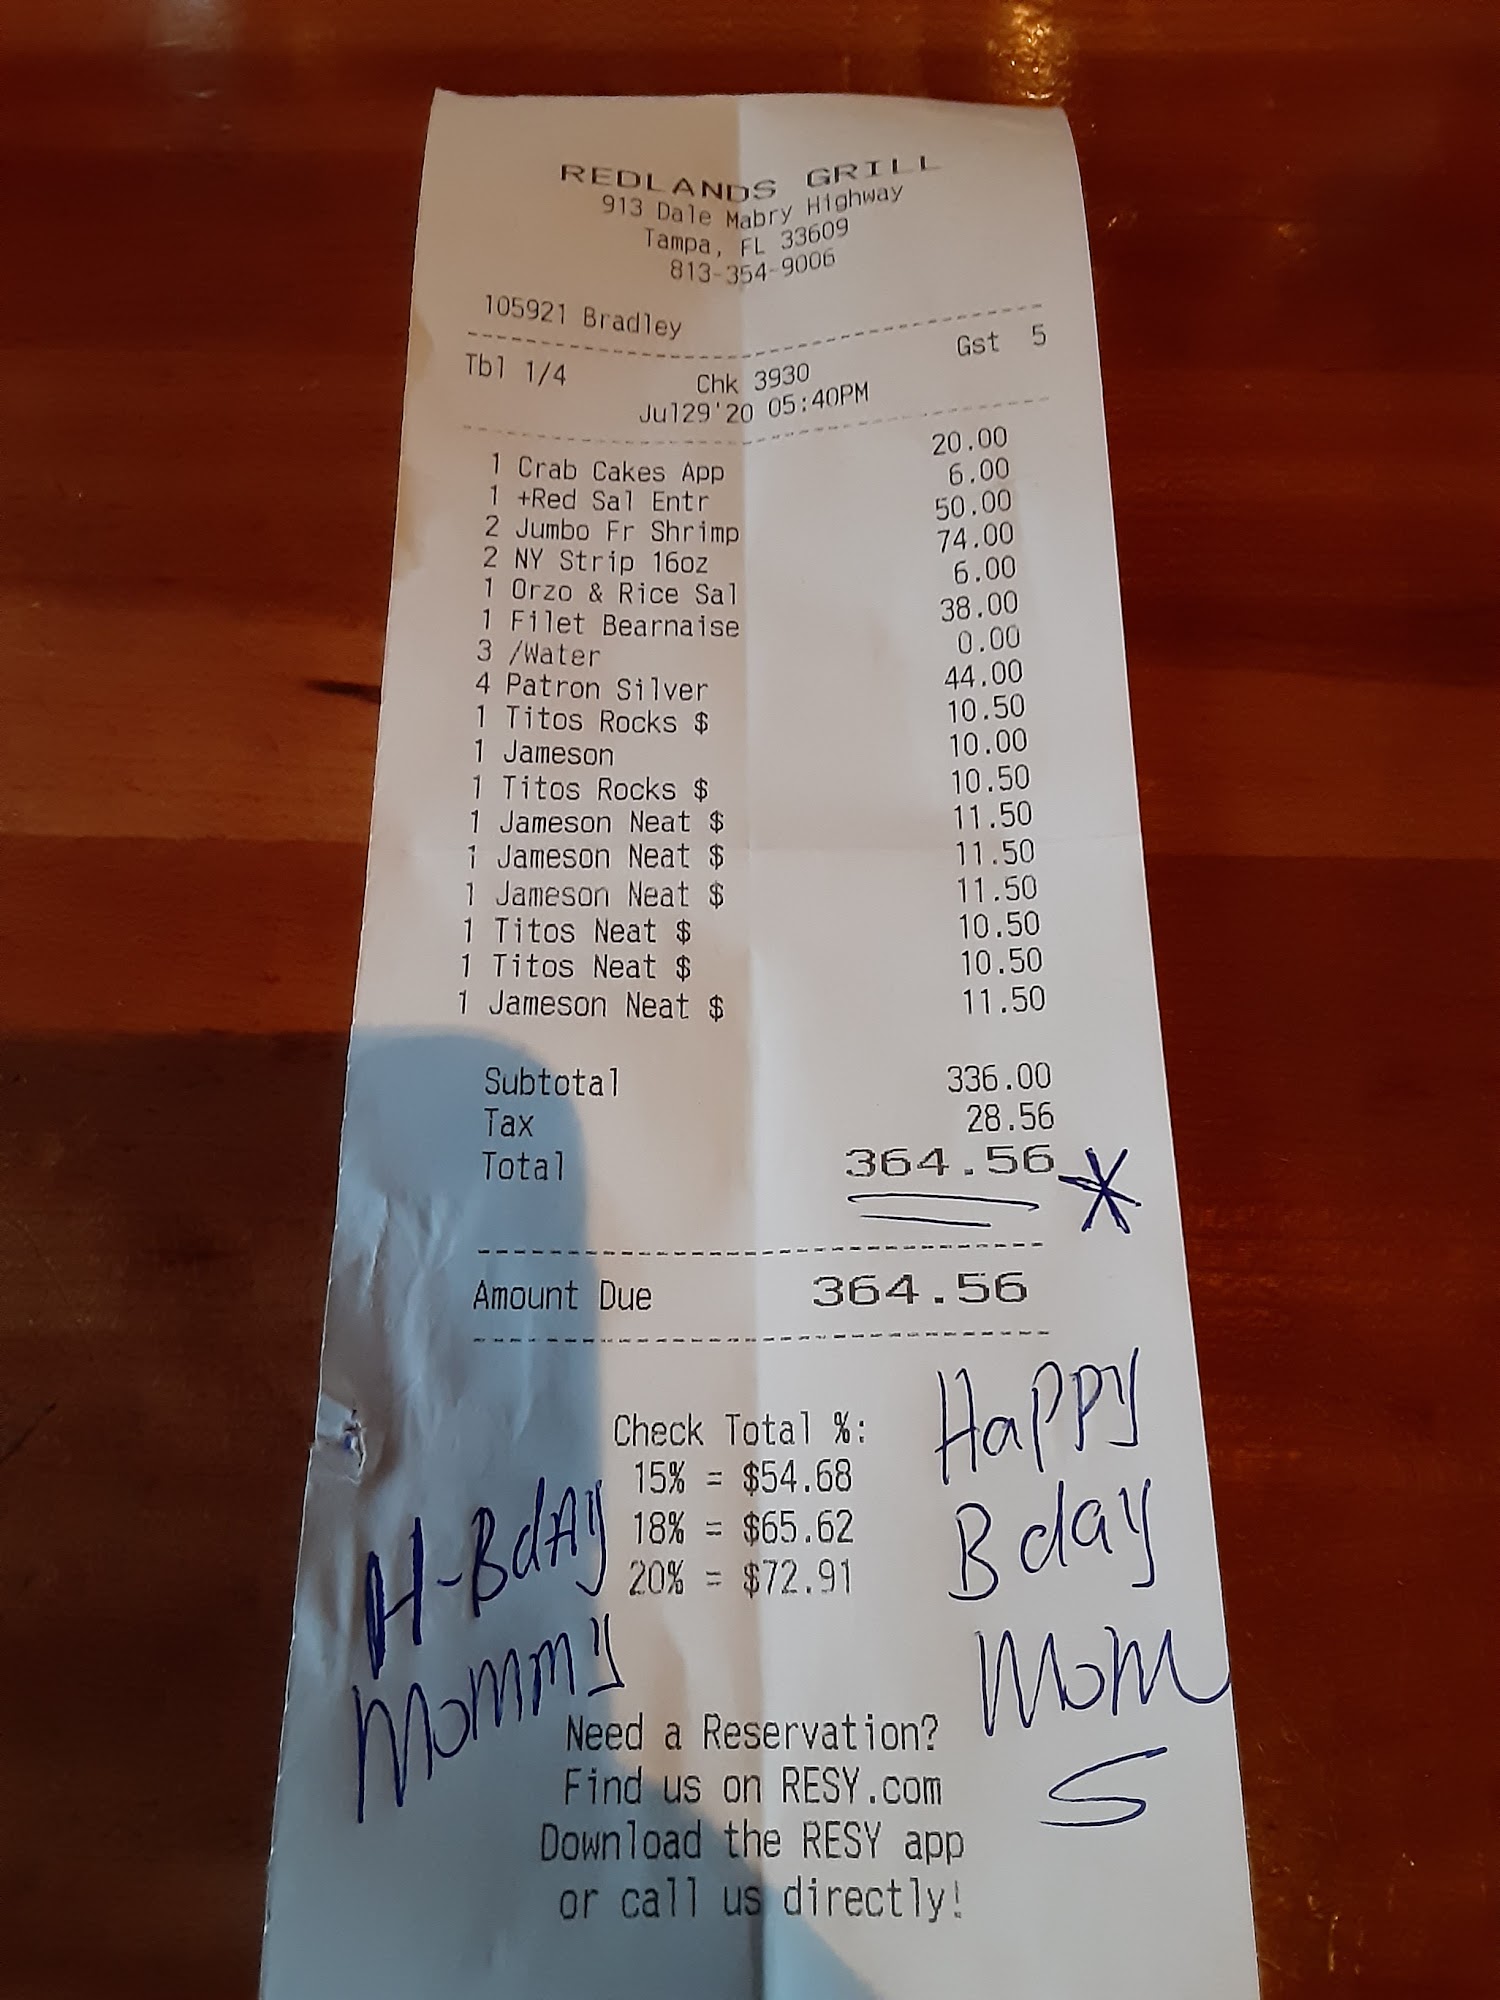 REDLANDS GRILL
913 Dale Mabry Highway
Tampa, FL 33609
813-354-9006
105921 Bradley
Tbl 1/4 Chk 3930 Gst 5
Jul29'20 05:40PM
1 Crab Cakes App 20.00
1 +Red Sal Entr 6.00
2 Jumbo Fr Shrimp 50.00
2 NY Strip 16oz 74.00
1 Orzo & Rice Sal 6.00
1 Filet Bearnaise 38.00
3 /Water 0.00
4 Patron Silver 44.00
1 Titos Rocks $ 10.50
1 Jameson 10.00
1 Titos Rocks $ 10.50
1 Jameson Neat $ 11.50
1 Jameson Neat $ 11.50
1 Jameson Neat $ 11.50
1 Titos Neat $ 10.50
1 Titos Neat $ 10.50
1 Jameson Neat $ 11.50
Subtotal 336.00
Tax 28.56
Total 364.56 *
Amount Due 364.56
Check Total %:
15% = $54.68
18% = $65.62
20% = $72.91
Happy
Bday
Mom
S
H-BdAy
Mommy
Need a Reservation?
Find us on RESY.com
Download the RESY app
or call us directly!